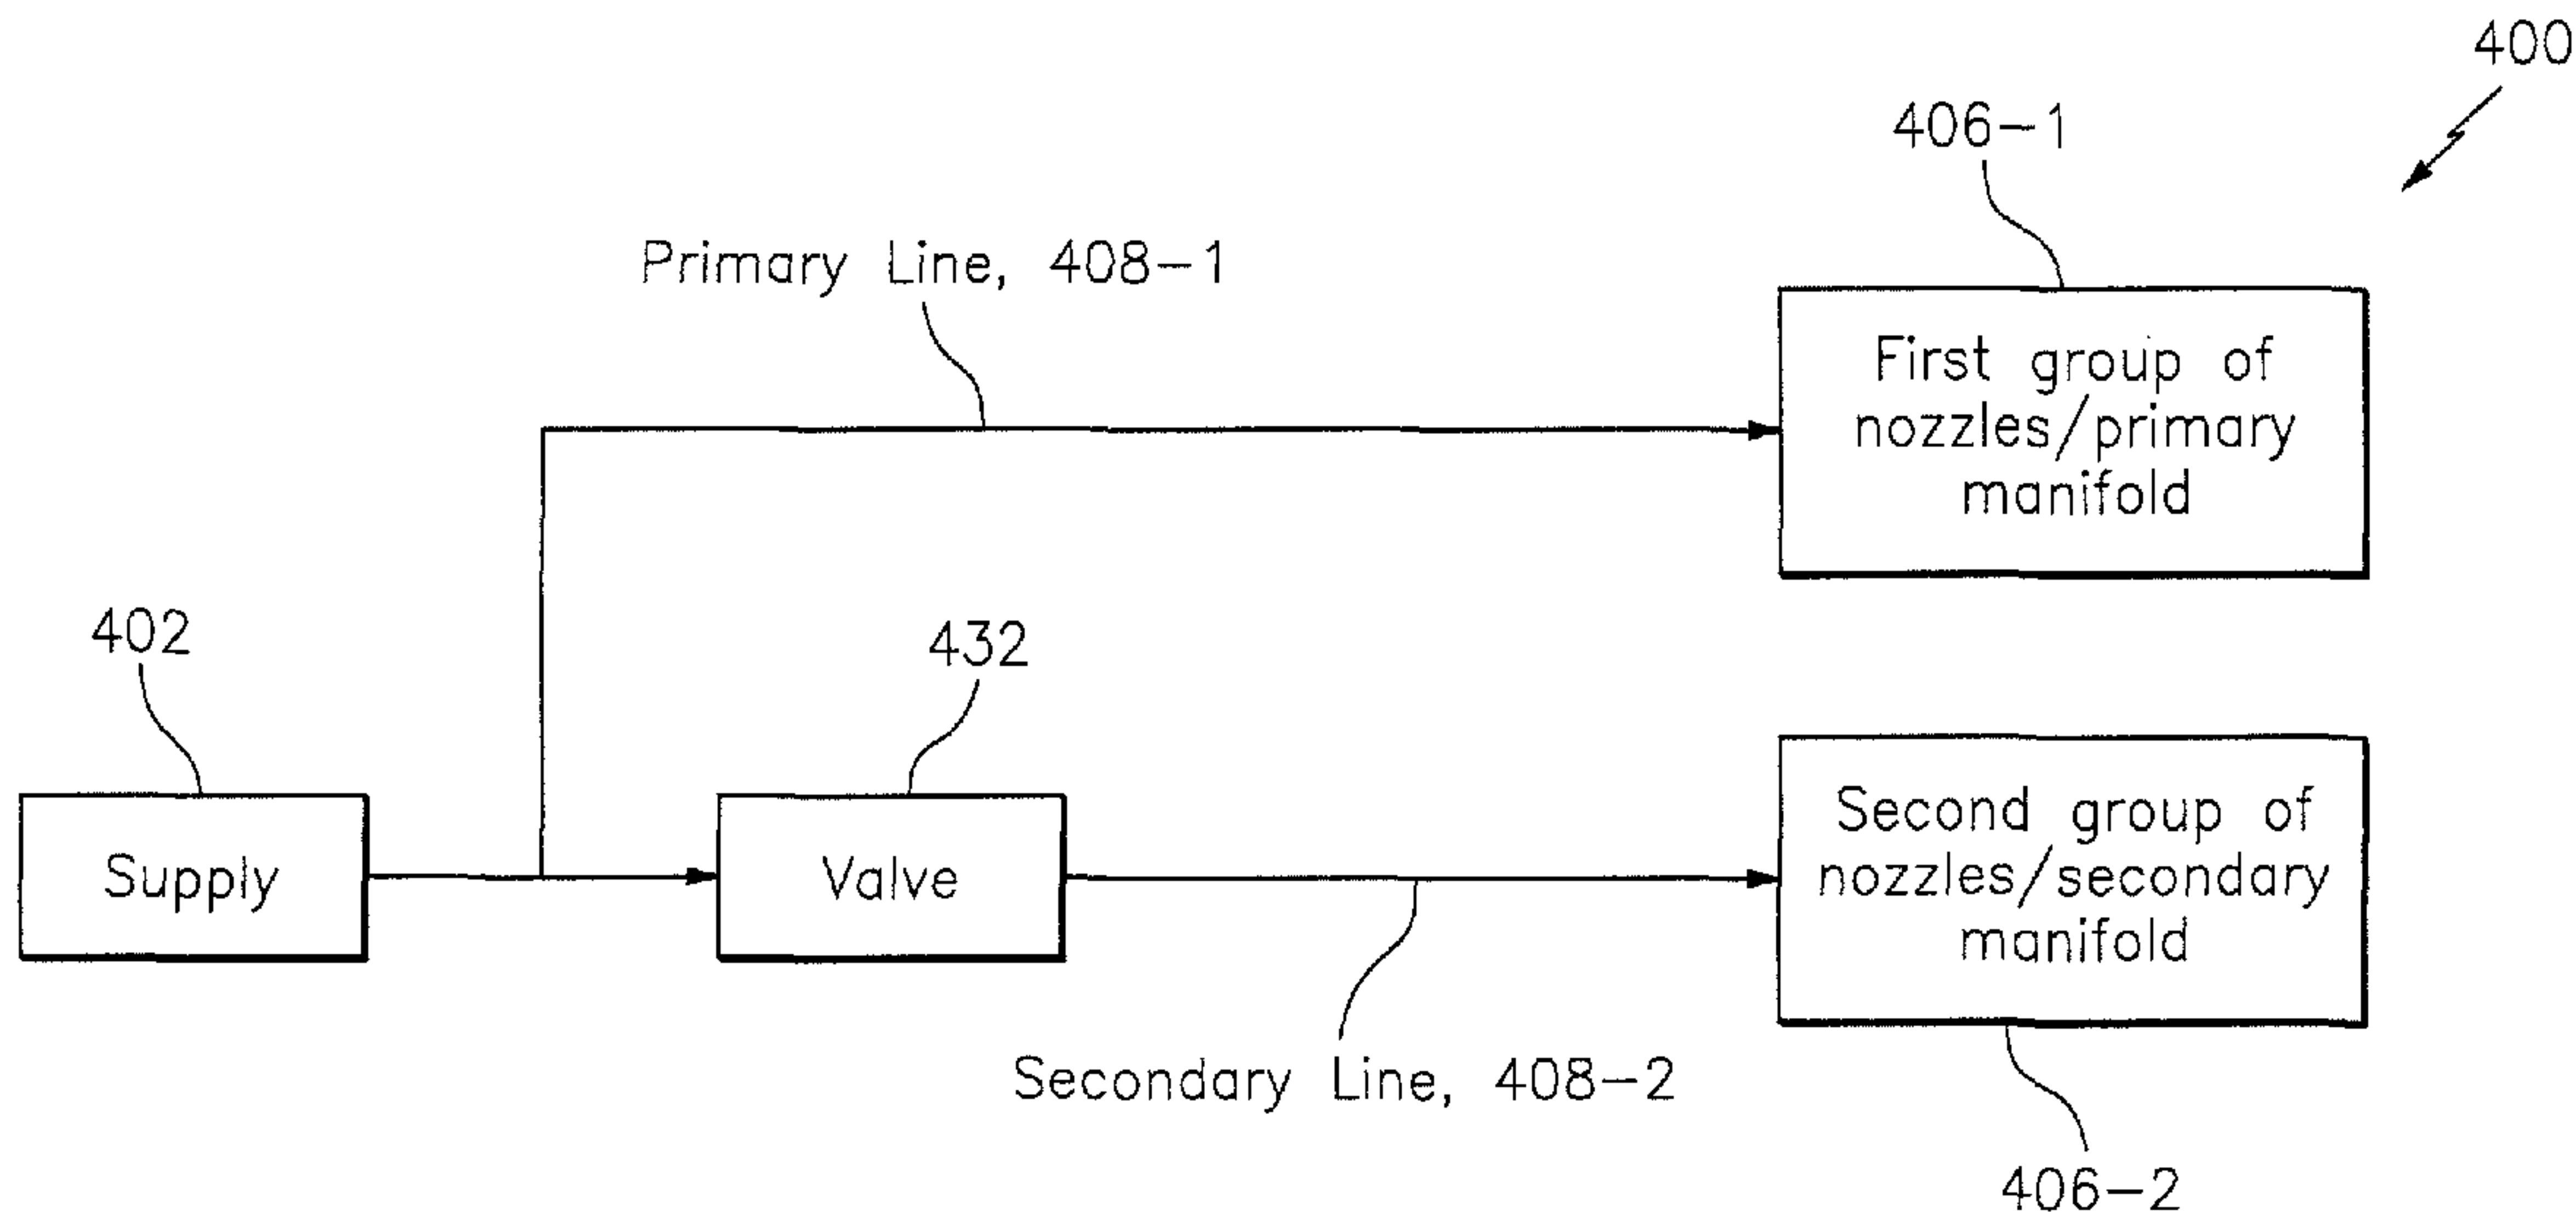 400
406-1
Primary Line, 408-1
First group of
nozzles/primary
manifold
402
432
Supply
Valve
Second group of
nozzles/secondary
manifold
Secondary Line, 408-2
406-2